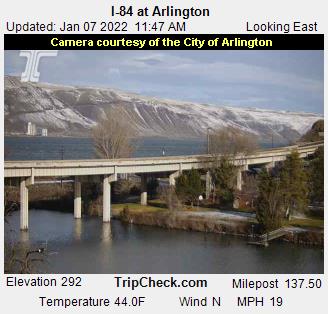 I-84 at Arlington
Updated: Jan 07 2022 11:47 AM Looking East
Camera courtesy of the City of Arlington
Elevation 292 TripCheck.com Milepost 137.50
Temperature 44.0F Wind N MPH 19